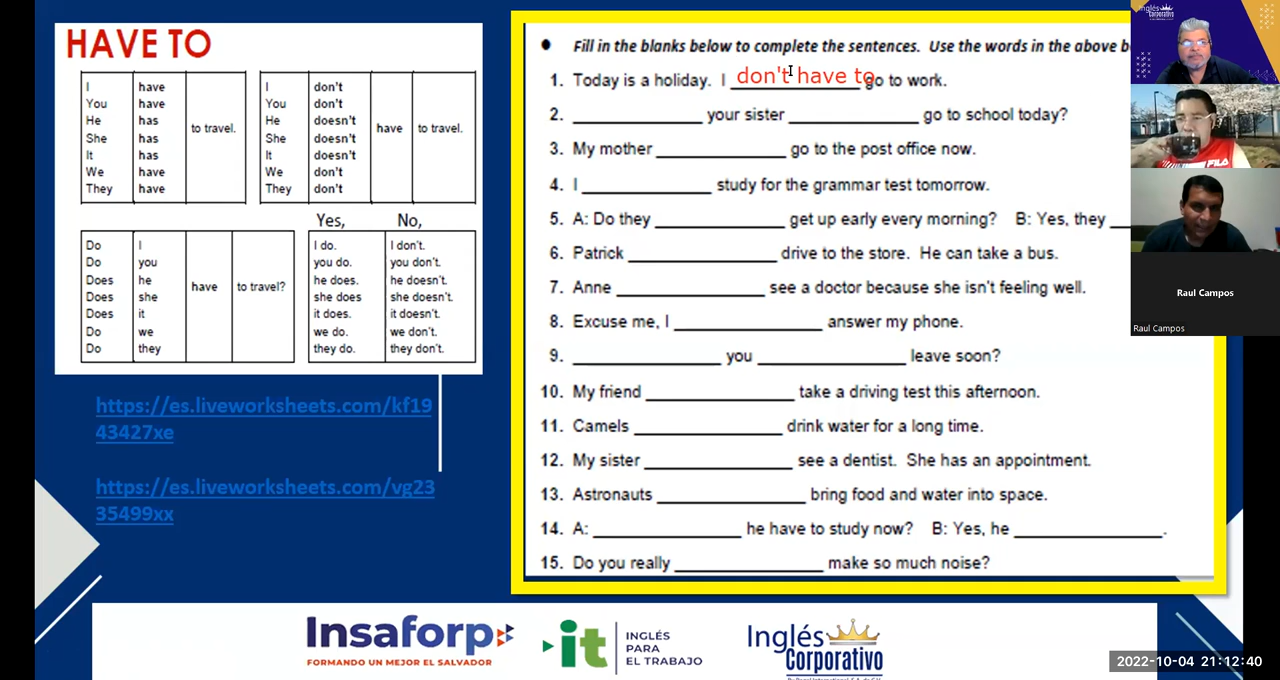 HAVE TO
I have
You have
He has
She has
It has
We have
They have
to travel.
I don't
You don't
He doesn't
She doesn't
It doesn't
We don't
They don't
have to travel.
Yes, No,
Do I
Do you
Does he
Does she
Does it
Do we
Do they
have to travel?
I do. I don't.
you do. you don't.
he does. he doesn't.
she does she doesn't.
it does. it doesn't.
we do. we don't.
they do. they don't.
https://es.liveworksheets.com/kf19
43427xe
https://es.liveworksheets.com/vg23
35499xx
Fill in the blanks below to complete the sentences. Use the words in the above
1. Today is a holiday. I don't have to go to work.
2. ______ your sister ______ go to school today?
3. My mother ______ go to the post office now.
4. I ______ study for the grammar test tomorrow.
5. A: Do they ______ get up early every morning? B: Yes, they
6. Patrick ______ drive to the store. He can take a bus.
7. Anne ______ see a doctor because she isn't feeling well.
8. Excuse me, I ______ answer my phone.
9. ______ you ______ leave soon?
10. My friend ______ take a driving test this afternoon.
11. Camels ______ drink water for a long time.
12. My sister ______ see a dentist. She has an appointment.
13. Astronauts ______ bring food and water into space.
14. A: ______ he have to study now? B: Yes, he ______.
15. Do you really ______ make so much noise?
Inglés
Corporativo
FILA
Raul Campos
Raul Campos
Insaforp
FORMANDO UN MEJOR EL SALVADOR
it
INGLÉS
PARA
EL TRABAJO
Inglés
Corporativo
2022-10-04 21:12:40